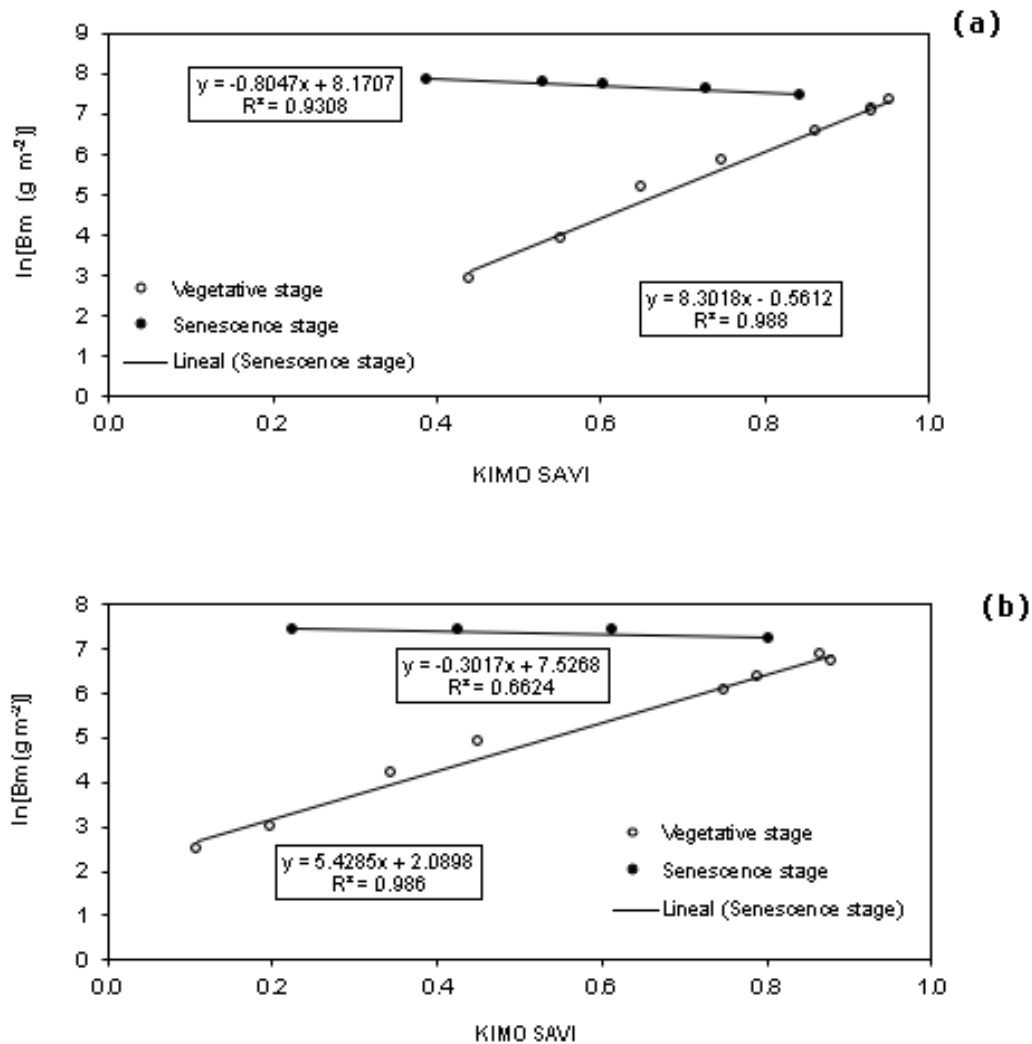 (a)
9
8
7
6
5
4
3
2
1
0
ln[Bm (g m⁻²)]
y = -0.8047x + 8.1707
R² = 0.9308
y = 8.3018x - 0.5612
R² = 0.988
Vegetative stage
Senescence stage
Lineal (Senescence stage)
0.0 0.2 0.4 0.6 0.8 1.0
KIMO SAVI
(b)
8
7
6
5
4
3
2
1
0
ln[Bm(g m⁻²)]
y = -0.3017x + 7.5268
R² = 0.6624
y = 5.4285x + 2.0898
R² = 0.986
Vegetative stage
Senescence stage
Lineal (Senescence stage)
0.0 0.2 0.4 0.6 0.8 1.0
KIMO SAVI